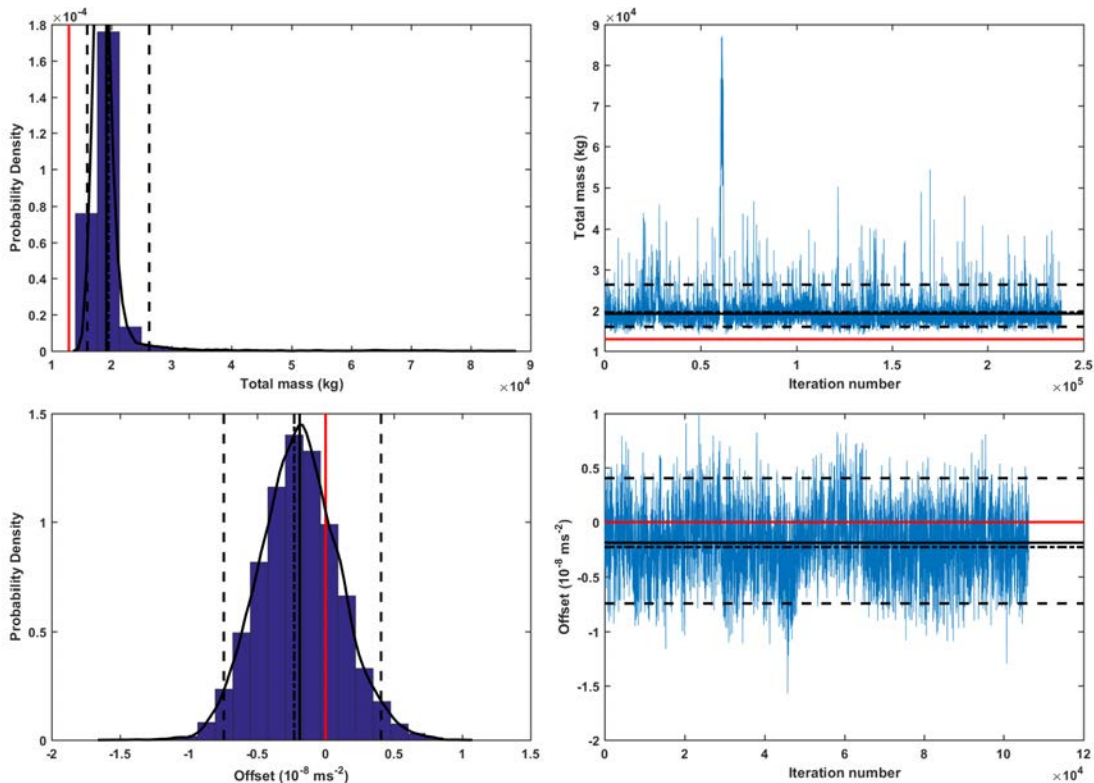 ×10-4
1.8
1.6
1.4
1.2
1
0.8
0.6
0.4
0.2
0
Probability Density
1 2 3 4 5 6 7 8 9
Total mass (kg)
×10⁴
×10⁴
9
8
7
6
5
4
3
2
1
Total mass (kg)
0 0.5 1 1.5 2 2.5
Iteration number
×10⁵
1.5
1
0.5
0
Probability Density
-2 -1.5 -1 -0.5 0 0.5 1 1.5
Offset (10⁻⁸ ms⁻²)
1
0.5
0
-0.5
-1
-1.5
-2
Offset (10⁻⁸ ms⁻²)
0 2 4 6 8 10 12
Iteration number
×10⁴